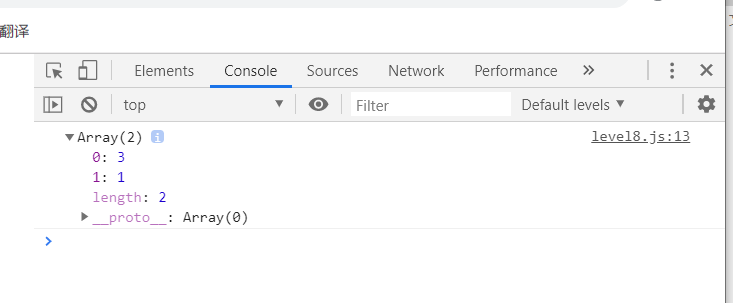 翻译
Elements Console Sources Network Performance »
top Filter Default levels
Array(2) i level8.js:13
0: 3
1: 1
length: 2
__proto__: Array(0)